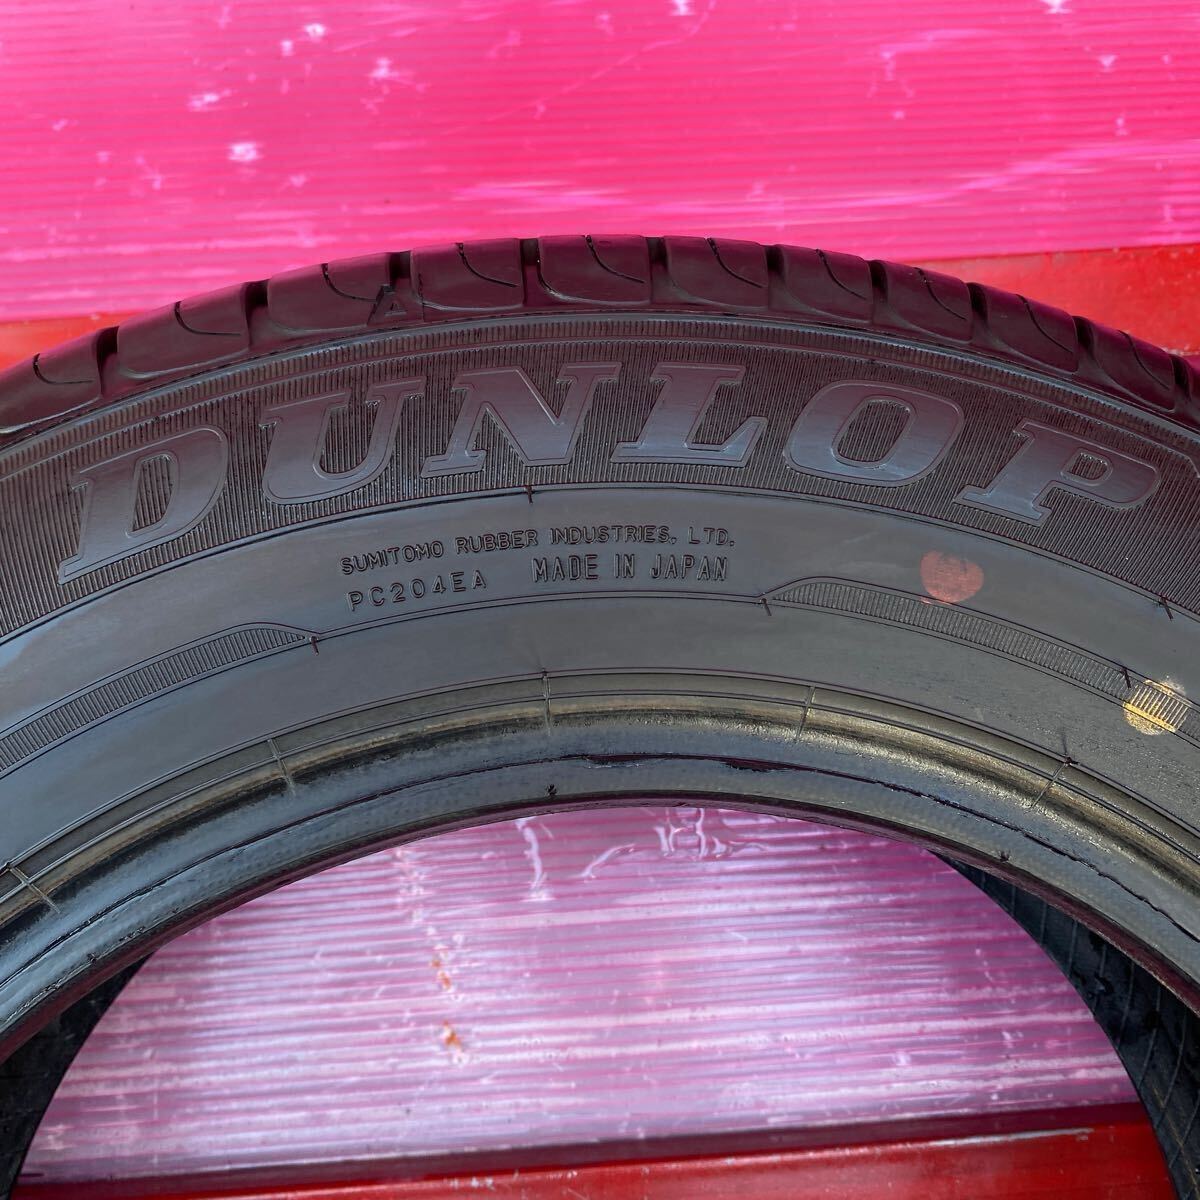 DUNLOP
SUMITOMO RUBBER INDUSTRIES, LTD.
PC204EA MADE IN JAPAN